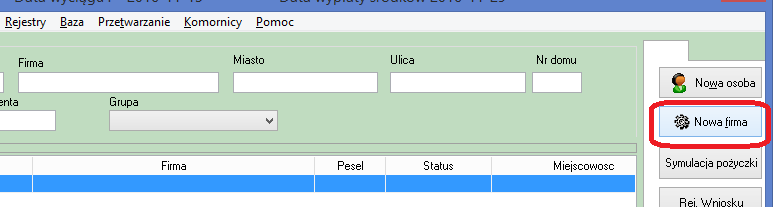 Rejestry Baza Przetwarzanie Komornicy Pomoc
Firma Miasto Ulica Nr domu
Nowa osoba
enta Grupa
Nowa firma
Symulacja pożyczki
Firma Pesel Status Miejscowosc
Rej. Wniosku